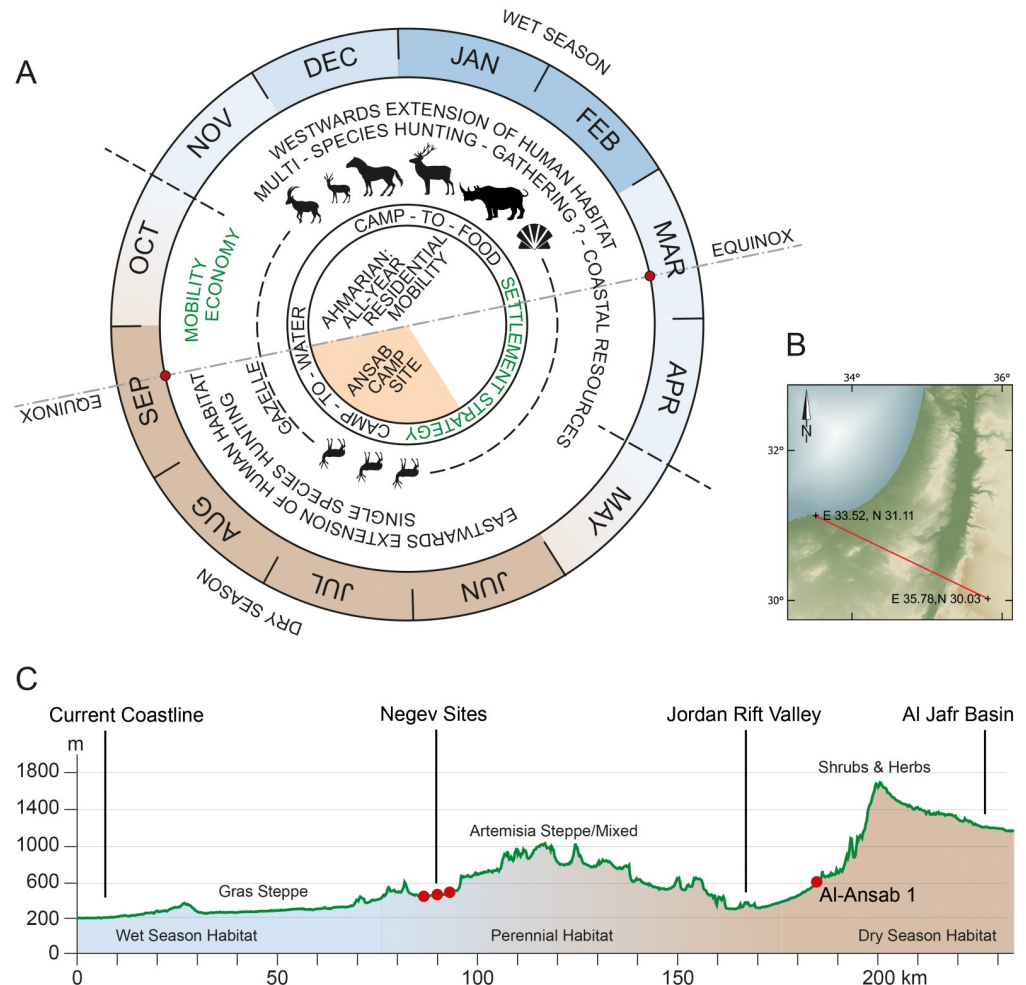 A
WET SEASON
JAN
FEB
MAR
APR
MAY
JUN
JUL
AUG
SEP
OCT
NOV
DEC
EQUINOX
EQUINOX
DRY SEASON
WESTWARDS EXTENSION OF HUMAN HABITAT
MULTI - SPECIES HUNTING - GATHERING ? - COASTAL RESOURCES
MOBILITY
ECONOMY
CAMP - TO - FOOD
SETTLEMENT STRATEGY
CAMP - TO - WATER
AHMARIAN:
ALL-YEAR
RESIDENTIAL
MOBILITY
ANSAB
CAMP
SITE
GAZELLE
SINGLE SPECIES HUNTING
EASTWARDS EXTENSION OF HUMAN HABITAT
B
34°
36°
N
32°
E 33.52, N 31.11
E 35.78,N 30.03
30°
C
Current Coastline
Negev Sites
Jordan Rift Valley
Al Jafr Basin
m
1800
1400
1000
600
200
0
Shrubs & Herbs
Artemisia Steppe/Mixed
Gras Steppe
Al-Ansab 1
Wet Season Habitat
Perennial Habitat
Dry Season Habitat
0
50
100
150
200 km